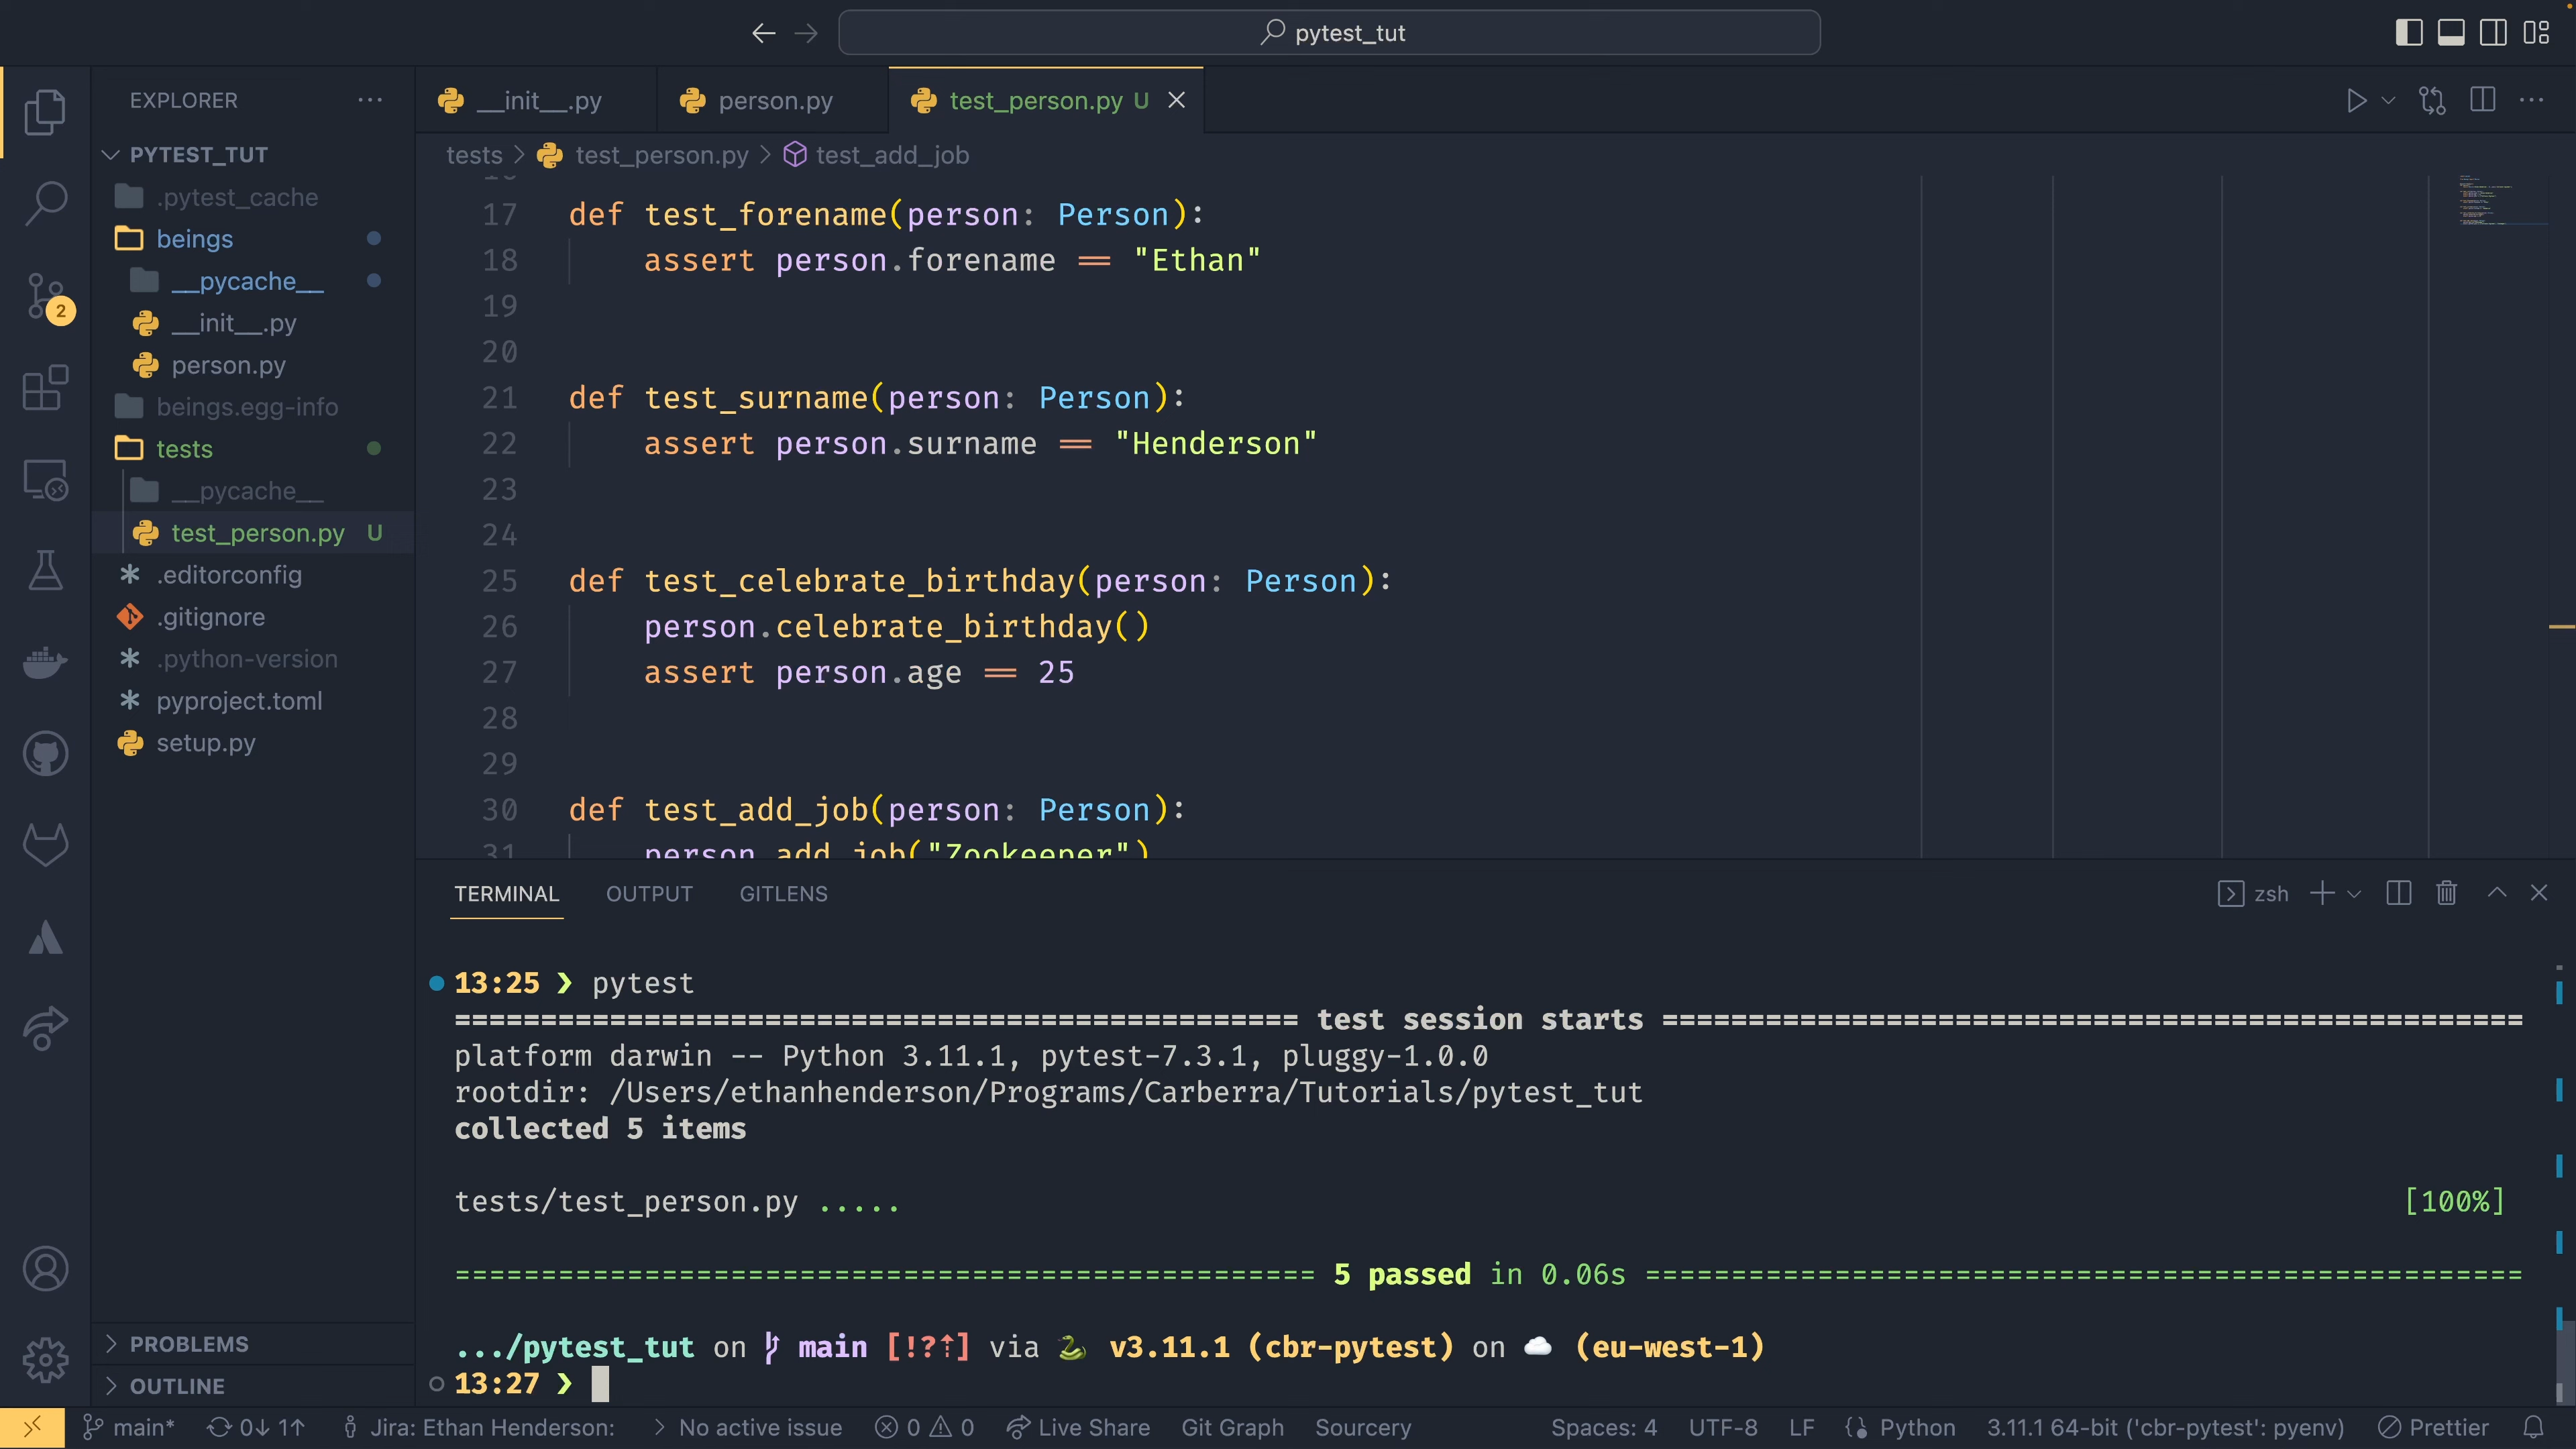 pytest_tut
EXPLORER
PYTEST_TUT
.pytest_cache
beings
__pycache__
__init__.py
person.py
beings.egg-info
tests
__pycache__
test_person.py U
.editorconfig
.gitignore
.python-version
pyproject.toml
setup.py
PROBLEMS
OUTLINE
2
__init__.py
person.py
test_person.py U
tests > test_person.py > test_add_job
17 def test_forename(person: Person):
18 assert person.forename == "Ethan"
19
20
21 def test_surname(person: Person):
22 assert person.surname == "Henderson"
23
24
25 def test_celebrate_birthday(person: Person):
26 person.celebrate_birthday()
27 assert person.age == 25
28
29
30 def test_add_job(person: Person):
31 person.add_job("Zookeeper")
TERMINAL OUTPUT GITLENS
zsh
13:25 ❯ pytest
================================================= test session starts ==================================================
platform darwin -- Python 3.11.1, pytest-7.3.1, pluggy-1.0.0
rootdir: /Users/ethanhenderson/Programs/Carberra/Tutorials/pytest_tut
collected 5 items
tests/test_person.py ..... [100%]
================================================== 5 passed in 0.06s ===================================================
.../pytest_tut on main [!?⇡] via 🐍 v3.11.1 (cbr-pytest) on ☁️ (eu-west-1)
13:27 ❯
main* 0↓ 1↑ Jira: Ethan Henderson: > No active issue 0 0 Live Share Git Graph Sourcery Spaces: 4 UTF-8 LF Python 3.11.1 64-bit ('cbr-pytest': pyenv) Prettier